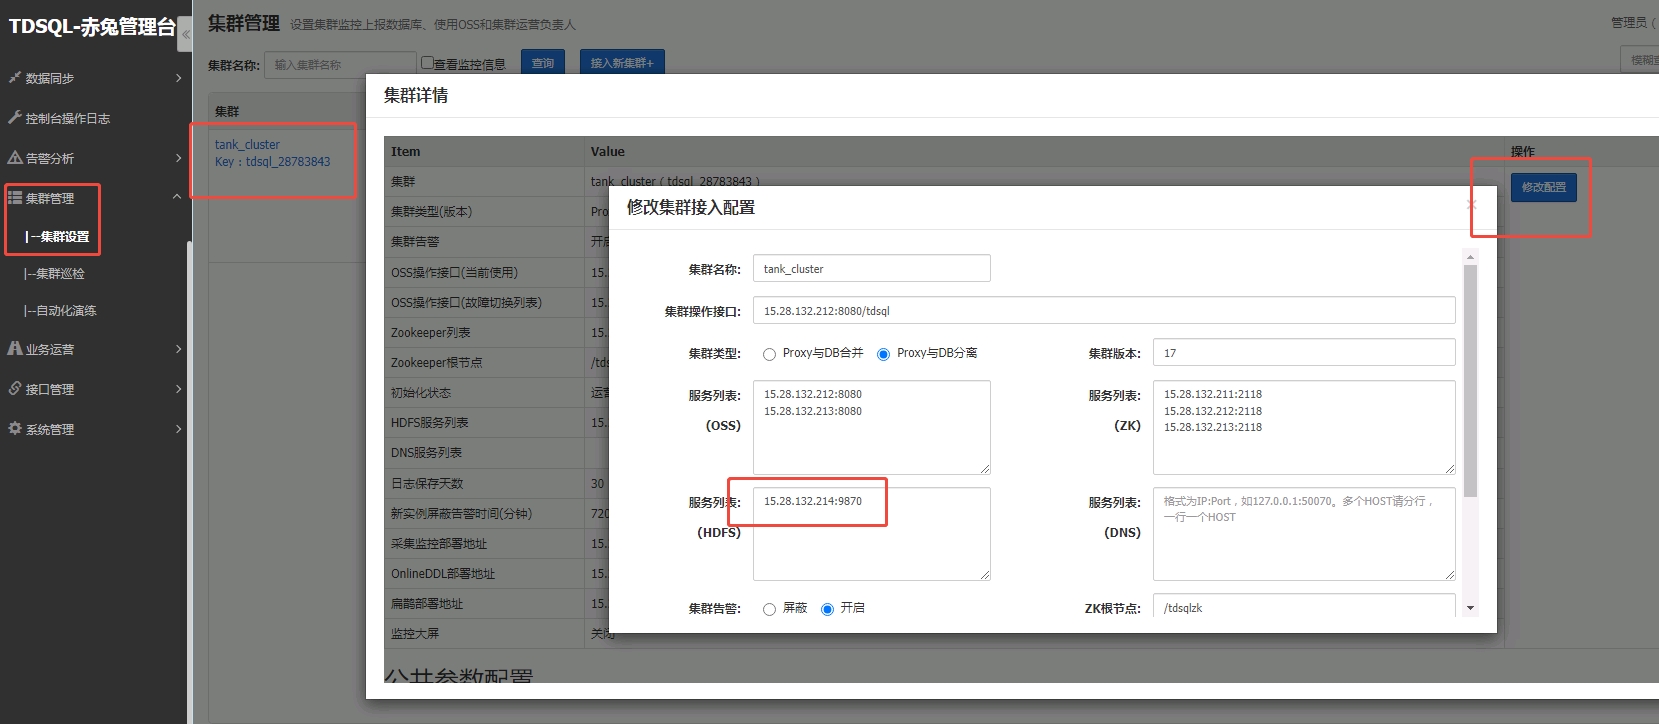 TDSQL-赤兔管理台
数据同步
控制台操作日志
告警分析
集群管理
|--集群设置
|--集群巡检
|--自动化演练
业务运营
接口管理
系统管理
集群管理 设置集群监控上报数据库、使用OSS和集群运营负责人
管理员（
集群名称: 输入集群名称 查看监控信息 查询 接入新集群+
集群
tank_cluster
Key：tdsql_28783843
集群详情
Item Value 操作
集群 tank_cluster（tdsql_28783843） 修改配置
集群类型(版本) Pro
集群告警 开启
OSS操作接口(当前使用) 15.
OSS操作接口(故障切换列表) 15.
Zookeeper列表 15.
Zookeeper根节点 /tds
初始化状态 运营
HDFS服务列表 15.
DNS服务列表
日志保存天数 30
新实例屏蔽告警时间(分钟) 720
采集监控部署地址 15.
OnlineDDL部署地址 15.
扁鹊部署地址 15.
监控大屏 关闭
公共参数配置
修改集群接入配置 ×
集群名称: tank_cluster
集群操作接口: 15.28.132.212:8080/tdsql
集群类型: Proxy与DB合并 Proxy与DB分离 集群版本: 17
服务列表: (OSS)
15.28.132.212:8080
15.28.132.213:8080
服务列表: (ZK)
15.28.132.211:2118
15.28.132.212:2118
15.28.132.213:2118
服务列表: (HDFS)
15.28.132.214:9870
服务列表: (DNS)
格式为IP:Port，如127.0.0.1:50070。多个HOST请分行，
一行一个HOST
集群告警: 屏蔽 开启 ZK根节点: /tdsqlzk